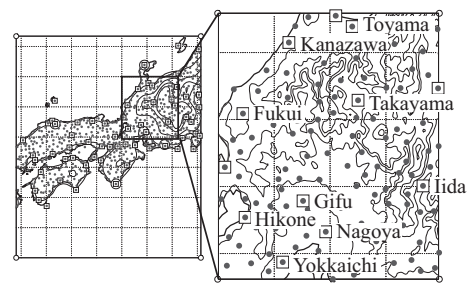 Toyama
Kanazawa
Takayama
Fukui
Iida
Gifu
Hikone
Nagoya
Yokkaichi